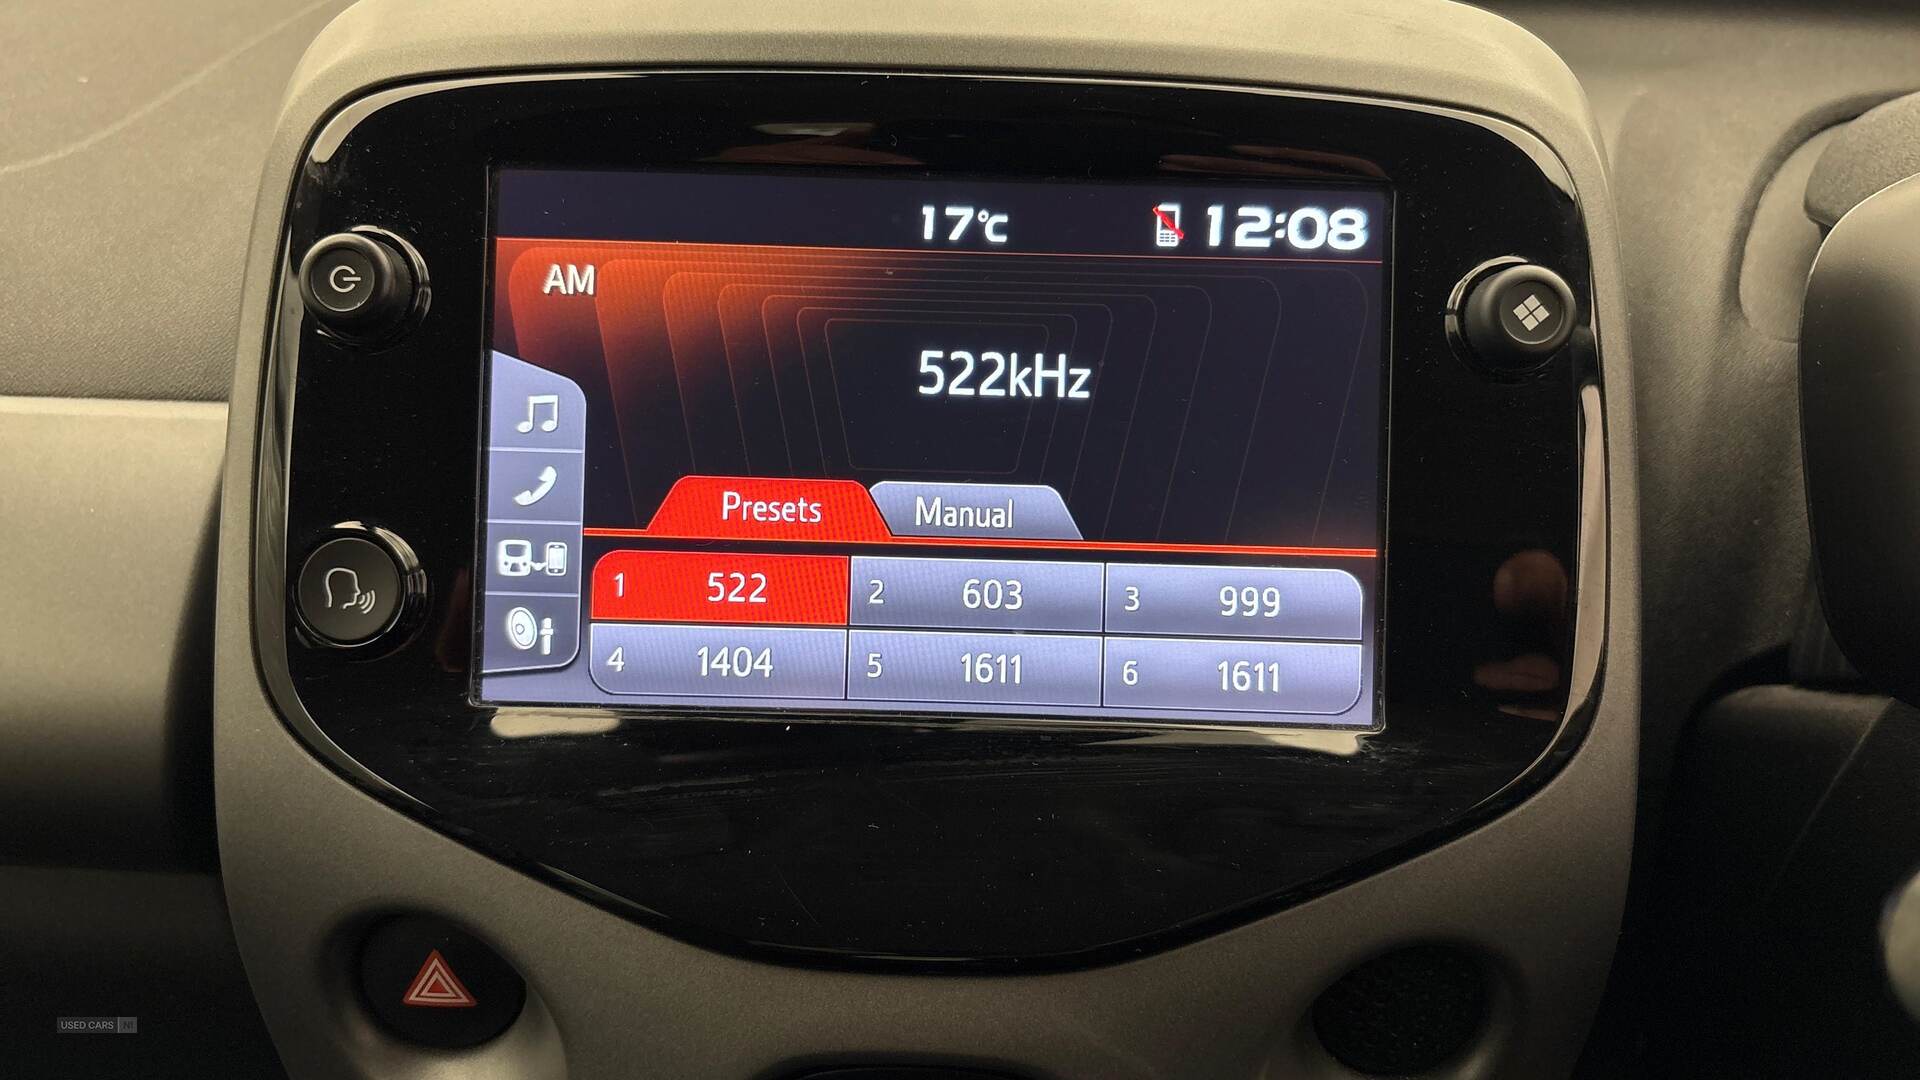 17°C 12:08
AM
522kHz
Presets Manual
1 522 2 603 3 999
4 1404 5 1611 6 1611
USED CARS NI